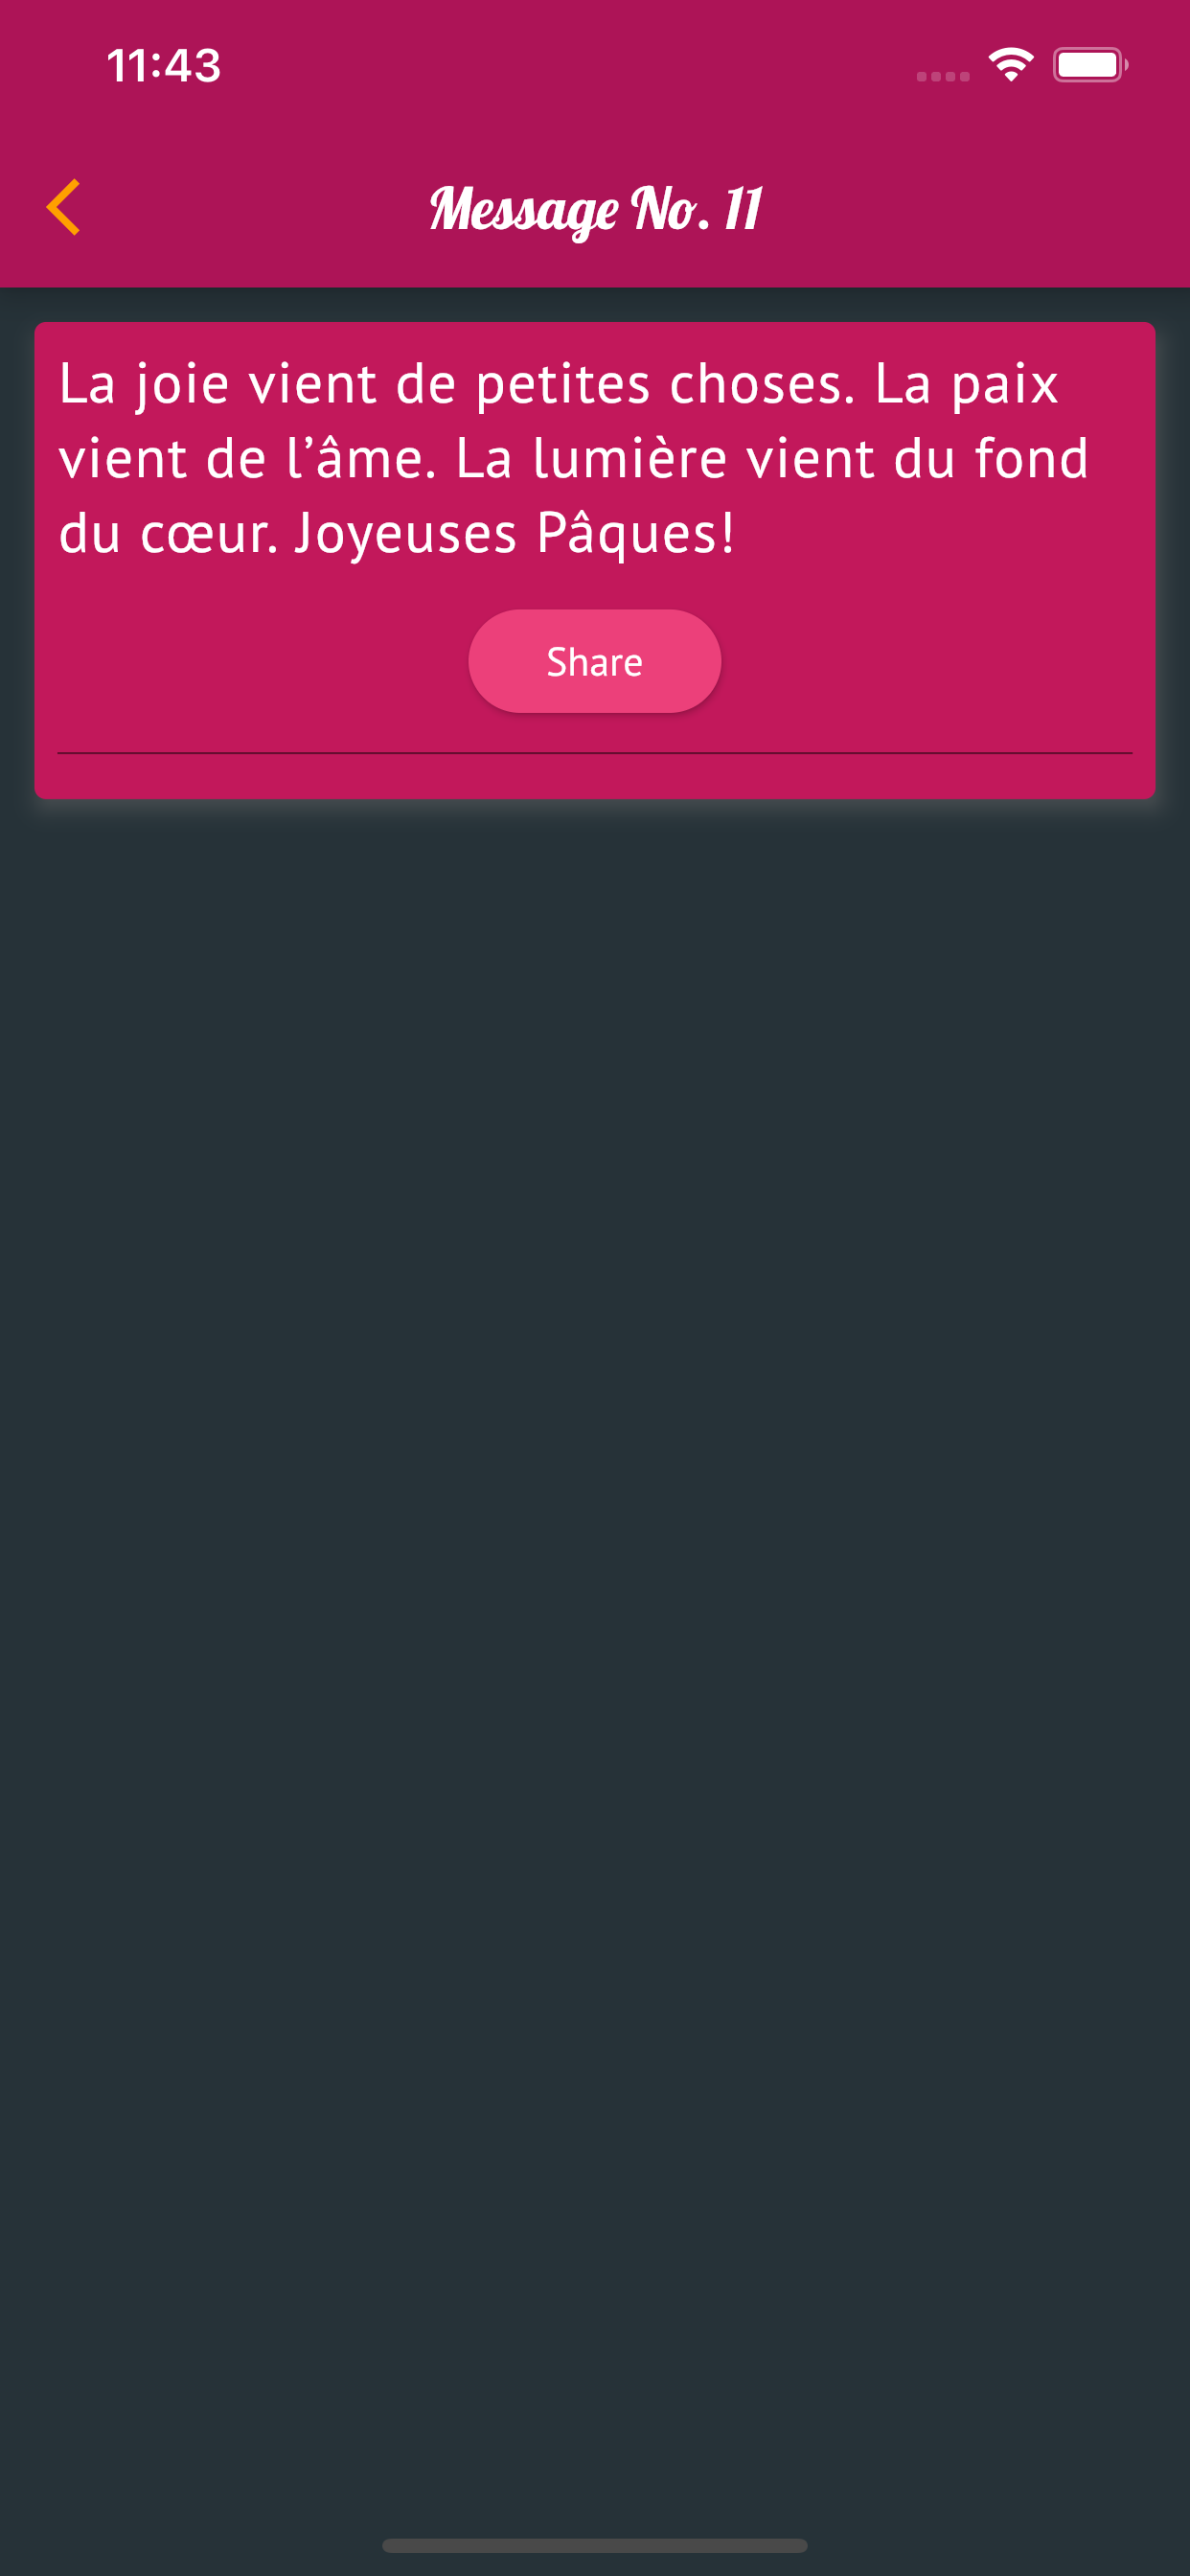 11:43
Message No. 11
La joie vient de petites choses. La paix
vient de l’âme. La lumière vient du fond
du cœur. Joyeuses Pâques!
Share